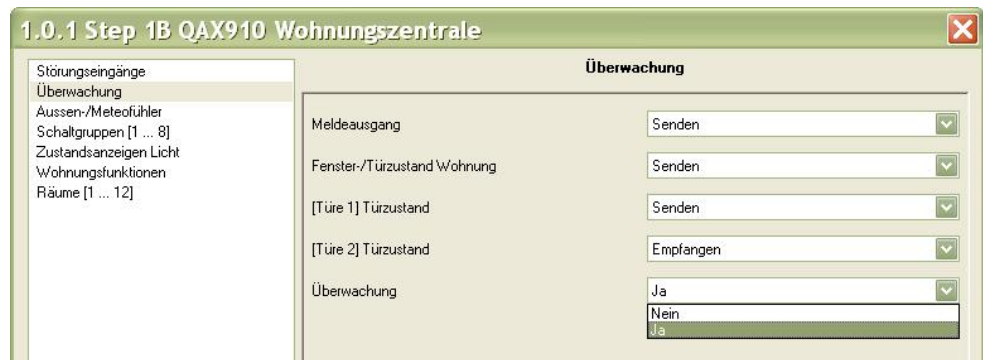 1.0.1 Step 1B QAX910 Wohnungszentrale
Störungseingänge
Überwachung
Aussen-/Meteofühler
Schaltgruppen [1 ... 8]
Zustandsanzeigen Licht
Wohnungsfunktionen
Räume [1 ... 12]
Überwachung
Meldeausgang Senden
Fenster-/Türzustand Wohnung Senden
[Türe 1] Türzustand Senden
[Türe 2] Türzustand Empfangen
Überwachung Ja
Nein
Ja